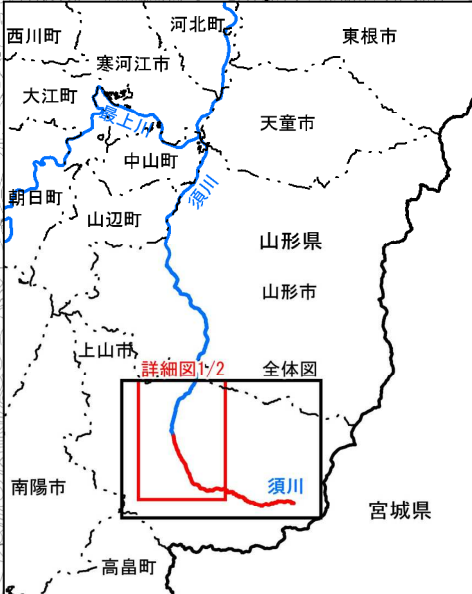 河北町
西川町
東根市
寒河江市
大江町
最上川
天童市
中山町
須川
朝日町
山辺町
山形県
山形市
上山市
詳細図1/2
全体図
南陽市
須川
宮城県
高畠町